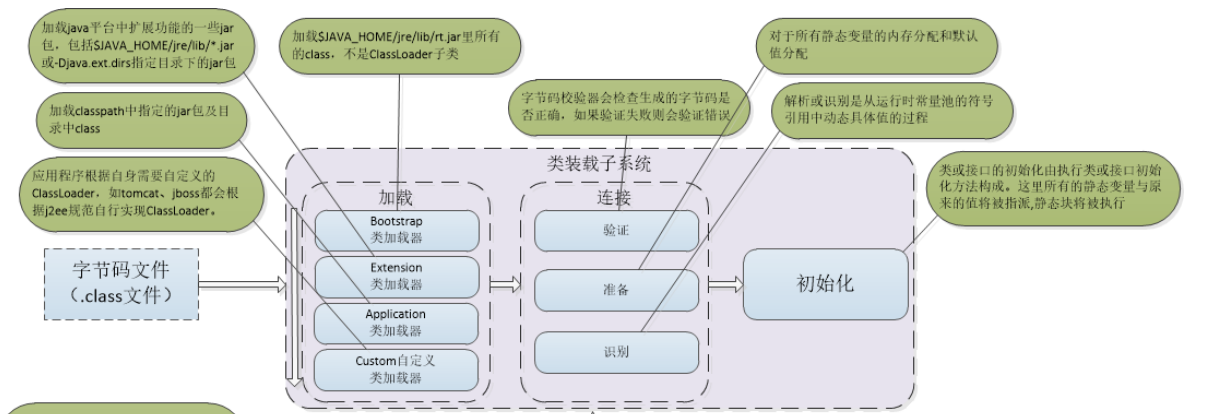 加载java平台中扩展功能的一些jar
包，包括$JAVA_HOME/jre/lib/*.jar
或-Djava.ext.dirs指定目录下的jar包
加载$JAVA_HOME/jre/lib/rt.jar里所有
的class，不是ClassLoader子类
对于所有静态变量的内存分配和默认
值分配
加载classpath中指定的jar包及目
录中class
字节码校验器会检查生成的字节码是
否正确，如果验证失败则会验证错误
解析或识别是从运行时常量池的符号
引用中动态具体值的过程
应用程序根据自身需要自定义的
ClassLoader，如tomcat、jboss都会根
据j2ee规范自行实现ClassLoader。
类或接口的初始化由执行类或接口初始
化方法构成。这里所有的静态变量与原
来的值将被指派,静态块将被执行
类装载子系统
加载
连接
字节码文件
（.class文件）
Bootstrap
类加载器
Extension
类加载器
Application
类加载器
Custom自定义
类加载器
验证
准备
识别
初始化